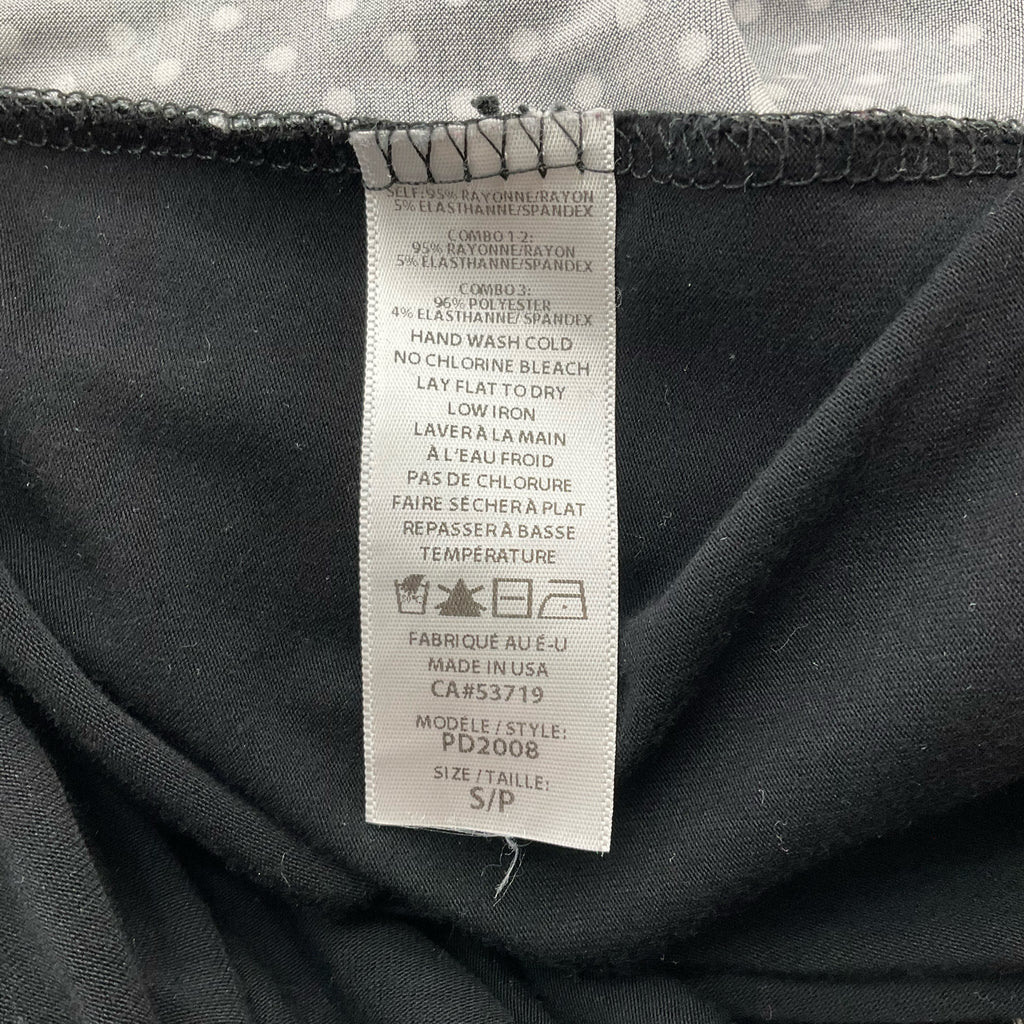 SELF: 95% RAYONNE/RAYON
5% ELASTHANNE/SPANDEX
COMBO 1-2:
95% RAYONNE/RAYON
5% ELASTHANNE/SPANDEX
COMBO 3:
96% POLYESTER
4% ELASTHANNE/ SPANDEX
HAND WASH COLD
NO CHLORINE BLEACH
LAY FLAT TO DRY
LOW IRON
LAVER À LA MAIN
À L'EAU FROID
PAS DE CHLORURE
FAIRE SÉCHER À PLAT
REPASSER À BASSE
TEMPÉRATURE
FABRIQUÉ AU É-U
MADE IN USA
CA#53719
MODÉLE / STYLE:
PD2008
SIZE / TAILLE:
S/P